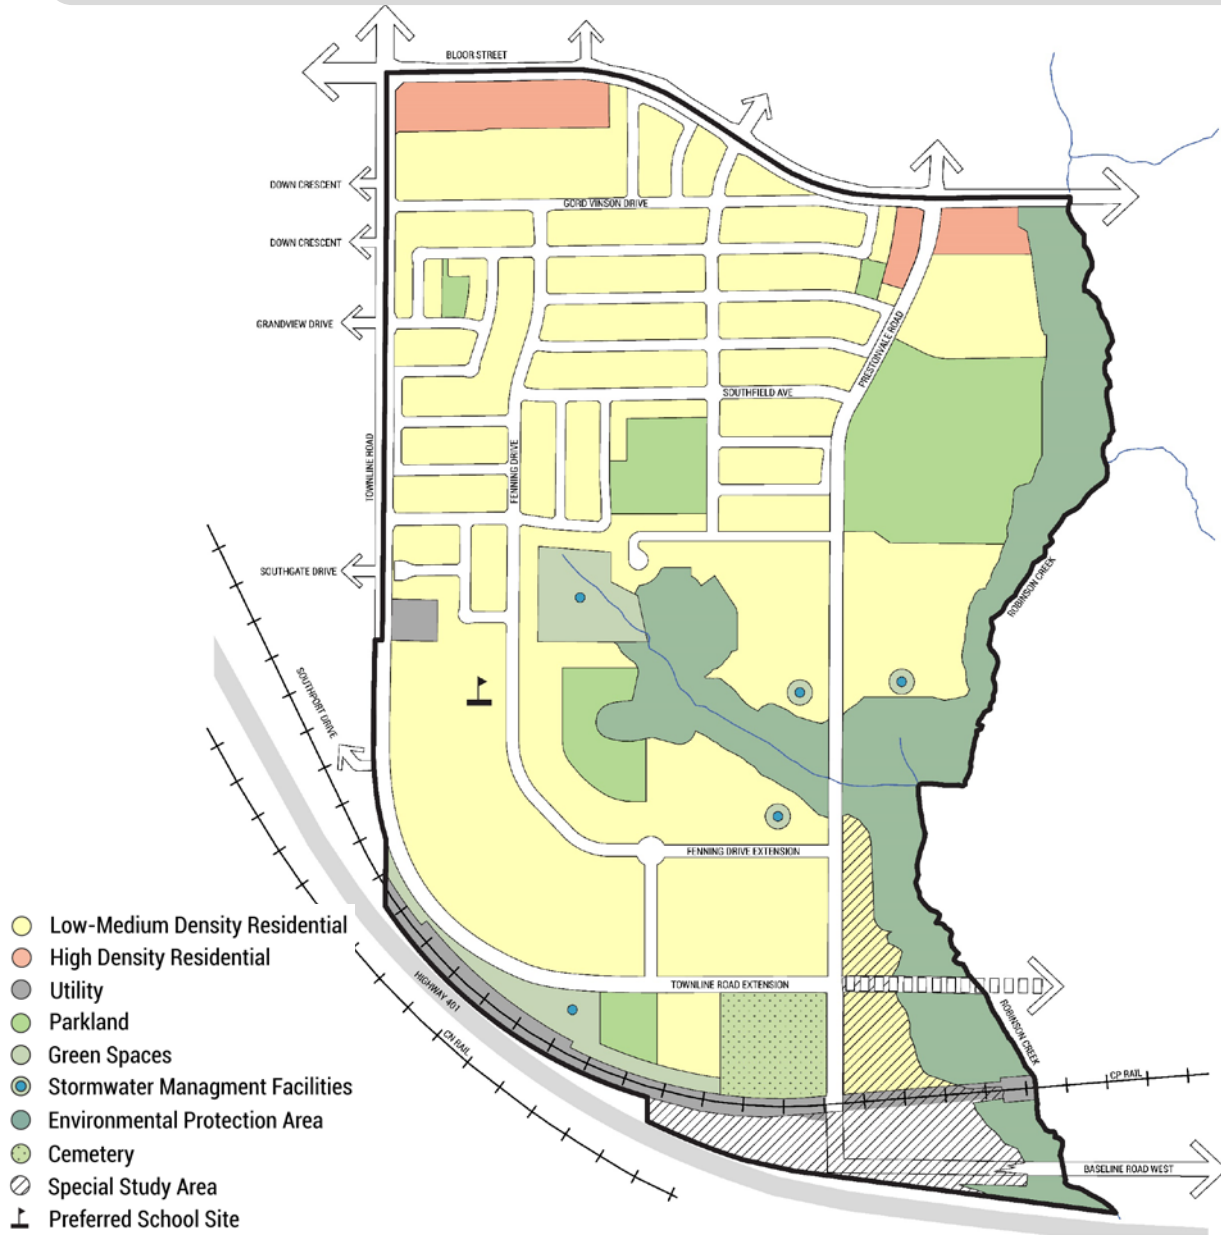 BLOOR STREET
DOWN CRESCENT
GORD VINSON DRIVE
DOWN CRESCENT
GRANDVIEW DRIVE
PRESTONVALE ROAD
SOUTHFIELD AVE
TOWNLINE ROAD
FENNING DRIVE
SOUTHGATE DRIVE
ROBINSON CREEK
SOUTHPORT DRIVE
FENNING DRIVE EXTENSION
TOWNLINE ROAD EXTENSION
HIGHWAY 401
CN RAIL
ROBINSON CREEK
CP RAIL
BASELINE ROAD WEST
Low-Medium Density Residential
High Density Residential
Utility
Parkland
Green Spaces
Stormwater Managment Facilities
Environmental Protection Area
Cemetery
Special Study Area
Preferred School Site